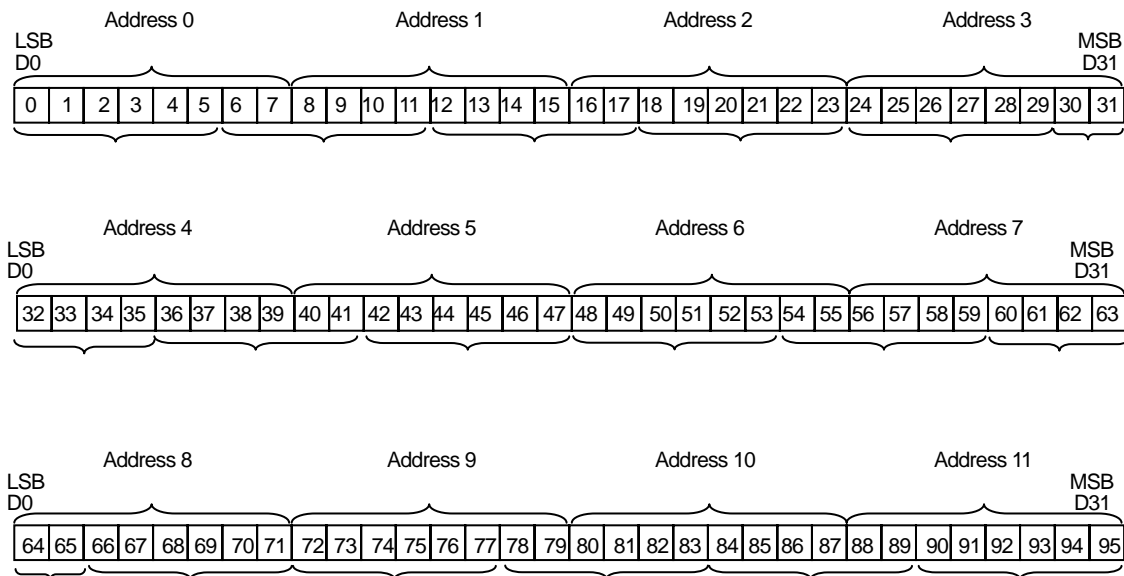 Address 0 Address 1 Address 2 Address 3
LSB MSB
D0 D31
0 1 2 3 4 5 6 7 8 9 10 11 12 13 14 15 16 17 18 19 20 21 22 23 24 25 26 27 28 29 30 31
Address 4 Address 5 Address 6 Address 7
LSB MSB
D0 D31
32 33 34 35 36 37 38 39 40 41 42 43 44 45 46 47 48 49 50 51 52 53 54 55 56 57 58 59 60 61 62 63
Address 8 Address 9 Address 10 Address 11
LSB MSB
D0 D31
64 65 66 67 68 69 70 71 72 73 74 75 76 77 78 79 80 81 82 83 84 85 86 87 88 89 90 91 92 93 94 95